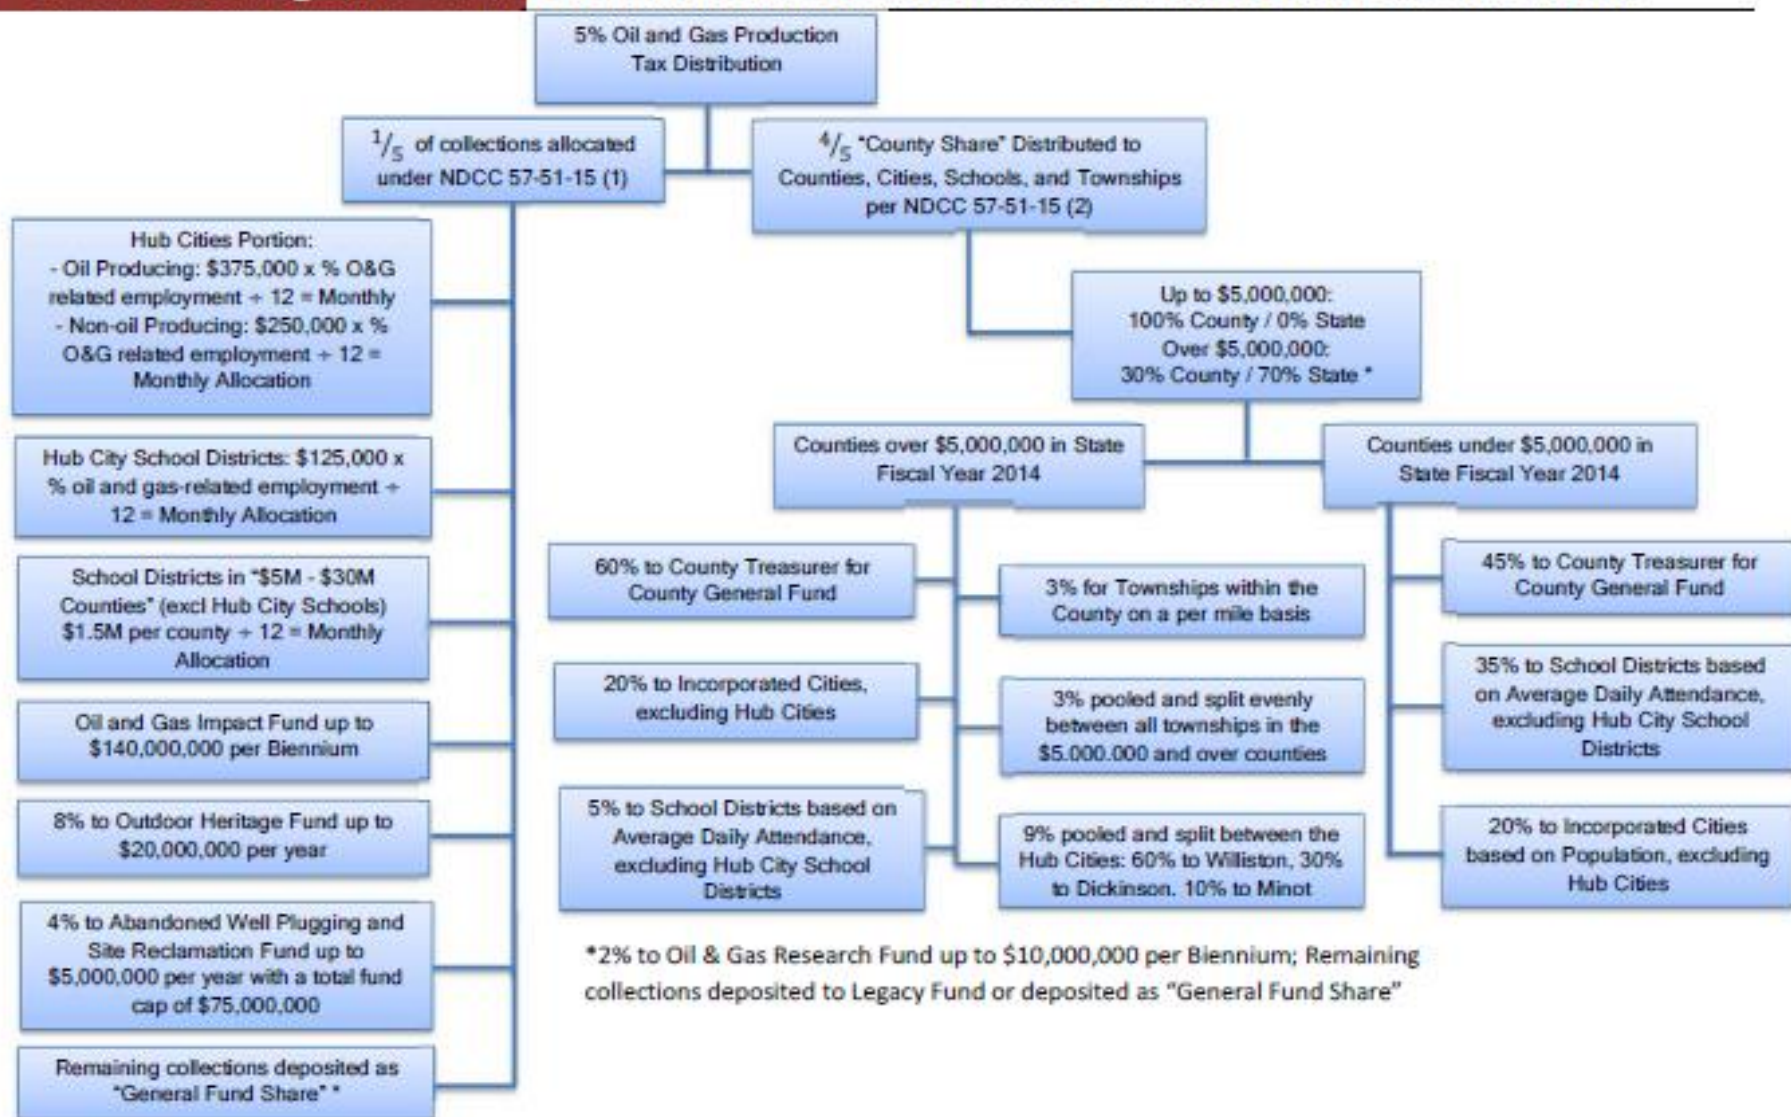 5% Oil and Gas Production
Tax Distribution
1/5 of collections allocated
under NDCC 57-51-15 (1)
4/5 "County Share" Distributed to
Counties, Cities, Schools, and Townships
per NDCC 57-51-15 (2)
Hub Cities Portion:
- Oil Producing: $375,000 x % O&G
related employment ÷ 12 = Monthly
- Non-oil Producing: $250,000 x %
O&G related employment ÷ 12 =
Monthly Allocation
Hub City School Districts: $125,000 x
% oil and gas-related employment ÷
12 = Monthly Allocation
School Districts in "$5M - $30M
Counties" (excl Hub City Schools)
$1.5M per county ÷ 12 = Monthly
Allocation
Oil and Gas Impact Fund up to
$140,000,000 per Biennium
8% to Outdoor Heritage Fund up to
$20,000,000 per year
4% to Abandoned Well Plugging and
Site Reclamation Fund up to
$5,000,000 per year with a total fund
cap of $75,000,000
Remaining collections deposited as
"General Fund Share" *
Up to $5,000,000:
100% County / 0% State
Over $5,000,000:
30% County / 70% State *
Counties over $5,000,000 in State
Fiscal Year 2014
Counties under $5,000,000 in
State Fiscal Year 2014
60% to County Treasurer for
County General Fund
20% to Incorporated Cities,
excluding Hub Cities
5% to School Districts based on
Average Daily Attendance,
excluding Hub City School
Districts
3% for Townships within the
County on a per mile basis
3% pooled and split evenly
between all townships in the
$5.000.000 and over counties
9% pooled and split between the
Hub Cities: 60% to Williston, 30%
to Dickinson. 10% to Minot
45% to County Treasurer for
County General Fund
35% to School Districts based
on Average Daily Attendance,
excluding Hub City School
Districts
20% to Incorporated Cities
based on Population, excluding
Hub Cities
*2% to Oil & Gas Research Fund up to $10,000,000 per Biennium; Remaining
collections deposited to Legacy Fund or deposited as "General Fund Share"